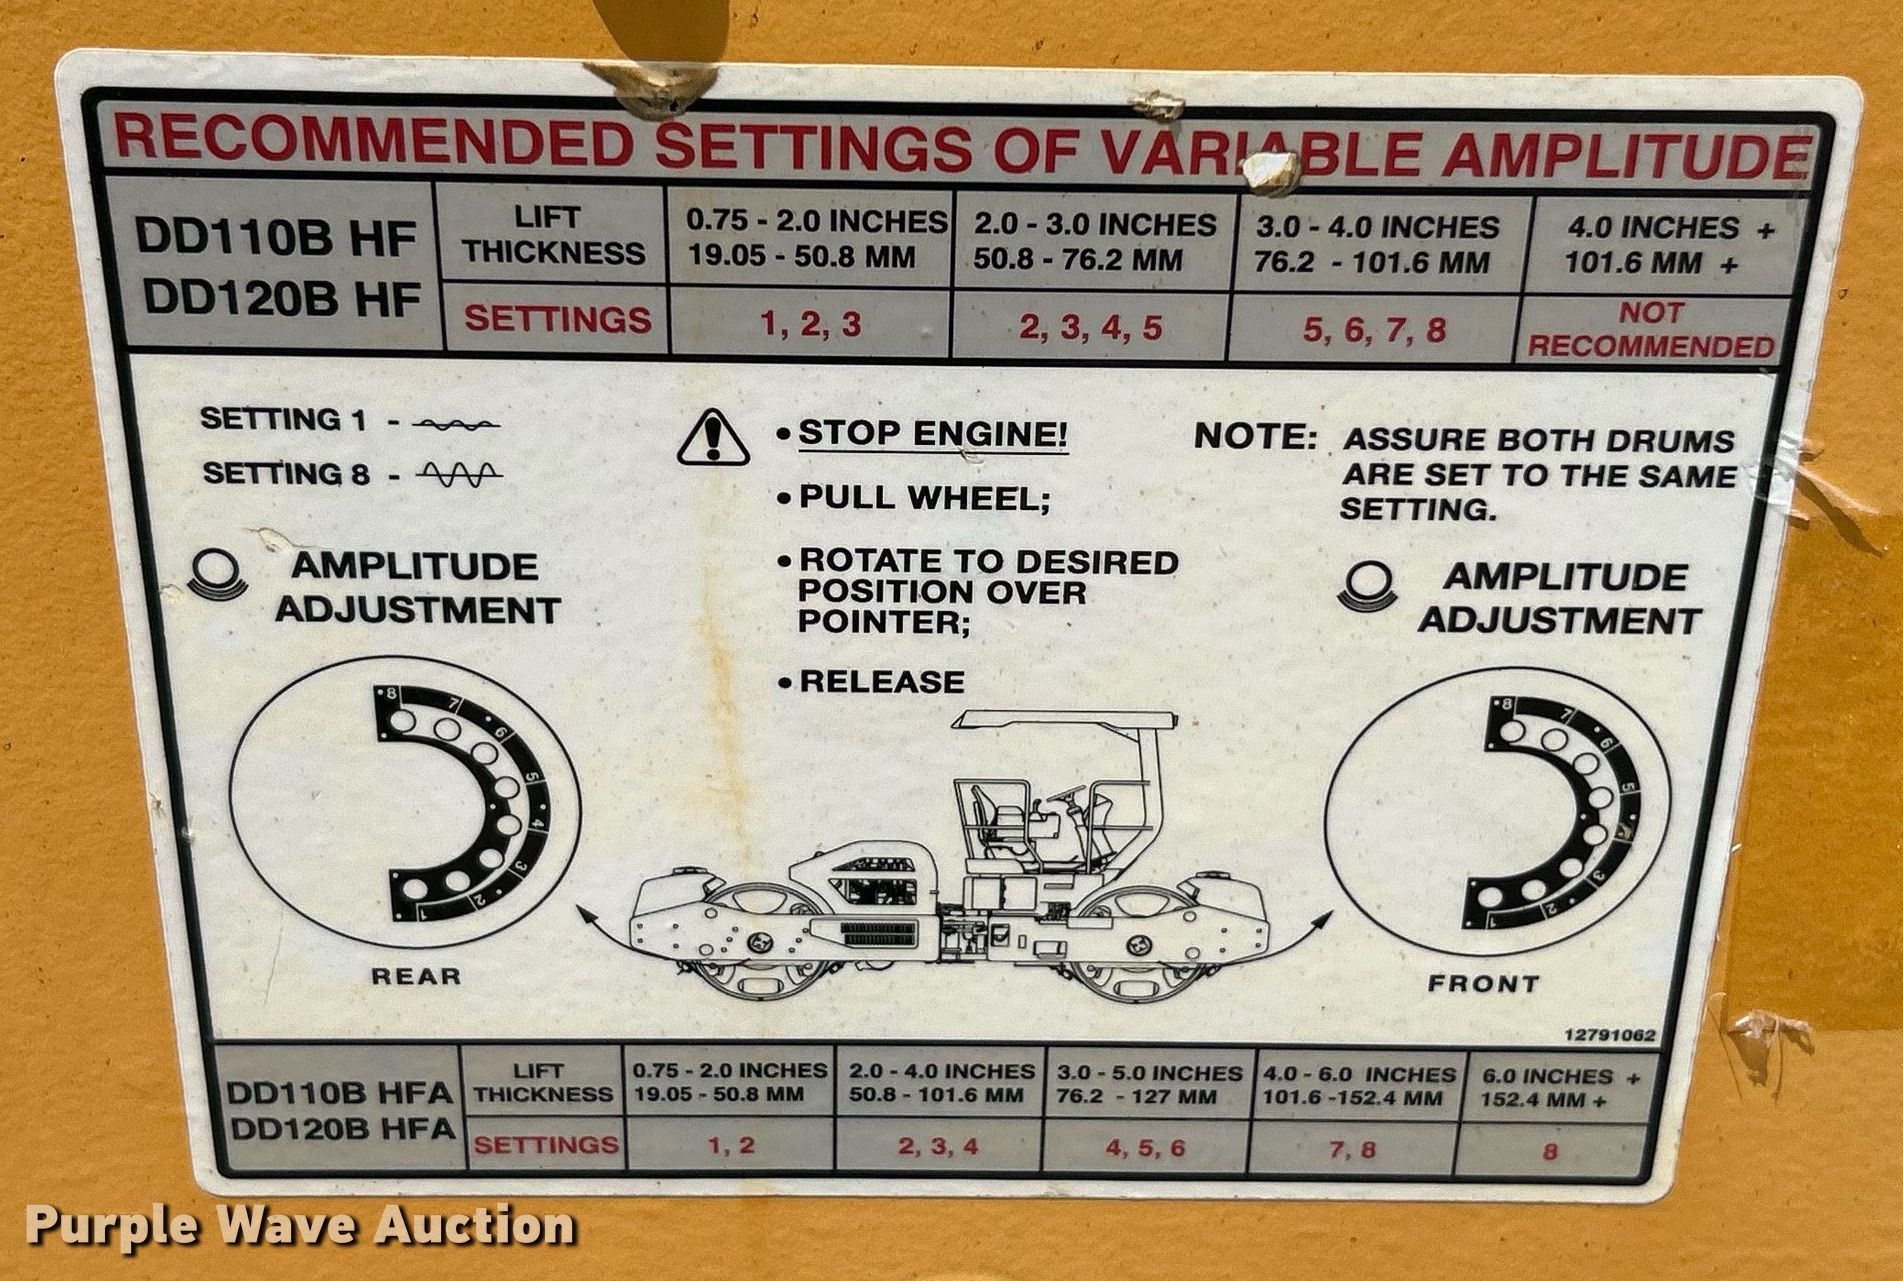 RECOMMENDED SETTINGS OF VARIABLE AMPLITUDE
DD110B HF
DD120B HF
LIFT
THICKNESS
0.75 - 2.0 INCHES
19.05 - 50.8 MM
2.0 - 3.0 INCHES
50.8 - 76.2 MM
3.0 - 4.0 INCHES
76.2 - 101.6 MM
4.0 INCHES +
101.6 MM +
SETTINGS
1, 2, 3
2, 3, 4, 5
5, 6, 7, 8
NOT
RECOMMENDED
SETTING 1 -
SETTING 8 -
• STOP ENGINE!
• PULL WHEEL;
• ROTATE TO DESIRED
POSITION OVER
POINTER;
• RELEASE
NOTE: ASSURE BOTH DRUMS
ARE SET TO THE SAME
SETTING.
AMPLITUDE
ADJUSTMENT
AMPLITUDE
ADJUSTMENT
8
7
6
5
4
3
2
1
REAR
8
7
6
5
4
3
2
1
FRONT
12791062
DD110B HFA
DD120B HFA
LIFT
THICKNESS
0.75 - 2.0 INCHES
19.05 - 50.8 MM
2.0 - 4.0 INCHES
50.8 - 101.6 MM
3.0 - 5.0 INCHES
76.2 - 127 MM
4.0 - 6.0 INCHES
101.6 -152.4 MM
6.0 INCHES +
152.4 MM +
SETTINGS
1, 2
2, 3, 4
4, 5, 6
7, 8
8
Purple Wave Auction